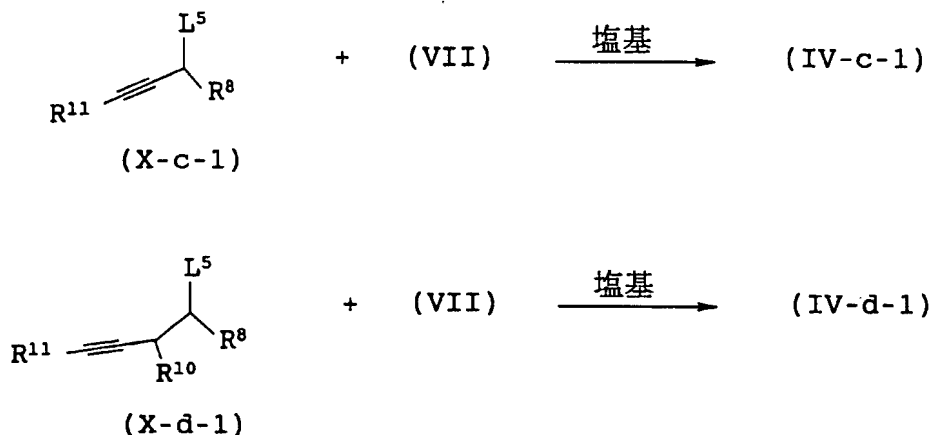 L⁵
R¹¹ R⁸ + (VII) 塩基 (IV-c-1)
(X-c-1)
L⁵
R¹¹ R¹⁰ R⁸ + (VII) 塩基 (IV-d-1)
(X-d-1)